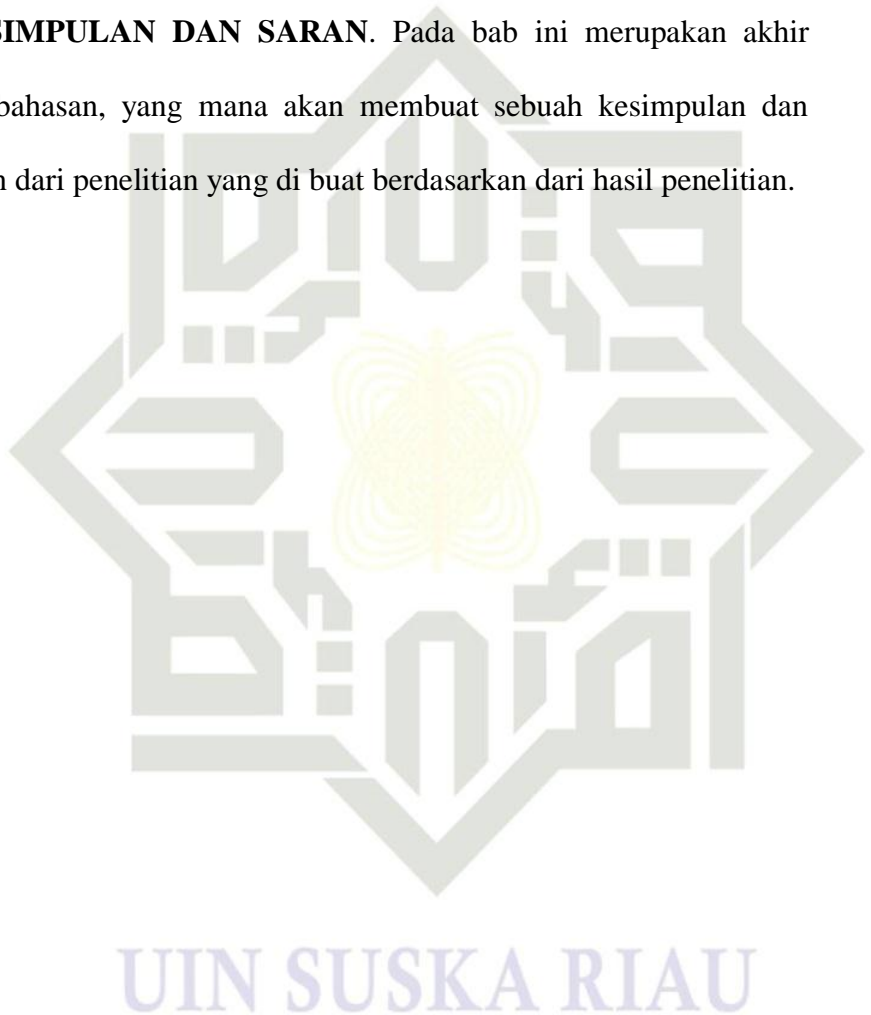 SIMPULAN DAN SARAN. Pada bab ini merupakan akhir
bahasan, yang mana akan membuat sebuah kesimpulan dan
dari penelitian yang di buat berdasarkan dari hasil penelitian.
UIN SUSKA RIAU